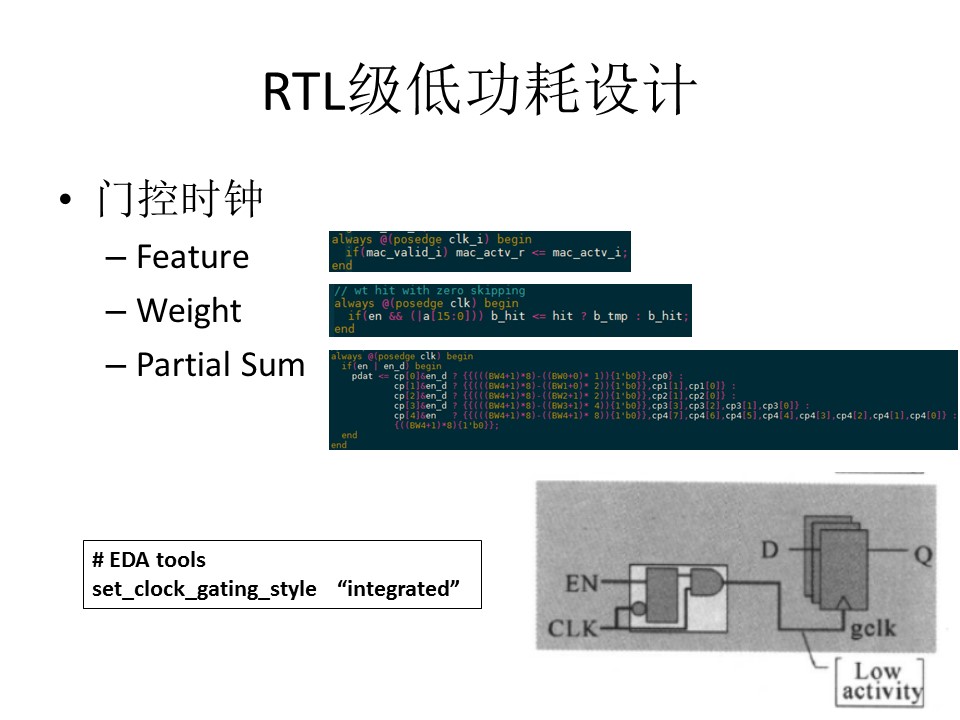 RTL级低功耗设计
• 门控时钟
– Feature
always @(posedge clk_i) begin
if(mac_valid_i) mac_actv_r <= mac_actv_i;
end
– Weight
// wt hit with zero skipping
always @(posedge clk) begin
if(en && (|a[15:0])) b_hit <= hit ? b_tmp : b_hit;
end
– Partial Sum
always @(posedge clk) begin
if(en | en_d) begin
pdat <= cp[0]&en_d ? {{(((BW4+1)*8)-((BW0+0)* 1)){1'b0}},cp0} :
cp[1]&en_d ? {{(((BW4+1)*8)-((BW1+0)* 2)){1'b0}},cp1[1],cp1[0]} :
cp[2]&en_d ? {{(((BW4+1)*8)-((BW2+1)* 2)){1'b0}},cp2[1],cp2[0]} :
cp[3]&en_d ? {{(((BW4+1)*8)-((BW3+1)* 4)){1'b0}},cp3[3],cp3[2],cp3[1],cp3[0]} :
cp[4]&en ? {{(((BW4+1)*8)-((BW4+1)* 8)){1'b0}},cp4[7],cp4[6],cp4[5],cp4[4],cp4[3],cp4[2],cp4[1],cp4[0]} :
{((BW4+1)*8){1'b0}};
end
end
# EDA tools
set_clock_gating_style “integrated”
D
Q
EN
CLK
gclk
Low
activity